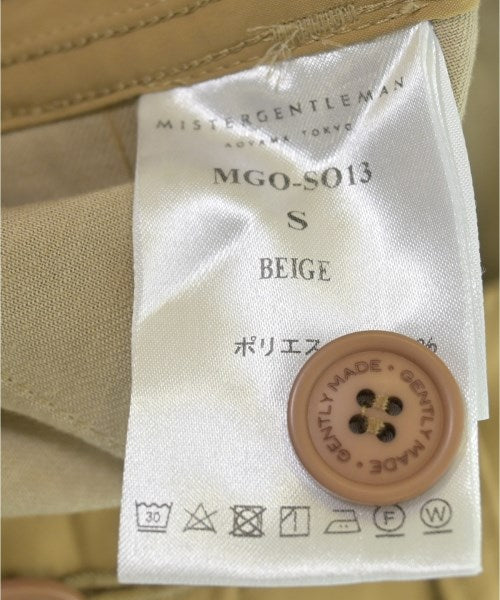 MISTERGENTLEMAN
AOYAMA TOKYO
MGO-SO13
S
BEIGE
ポリエス %
GENTLY MADE · GENTLY MADE ·
30
F W